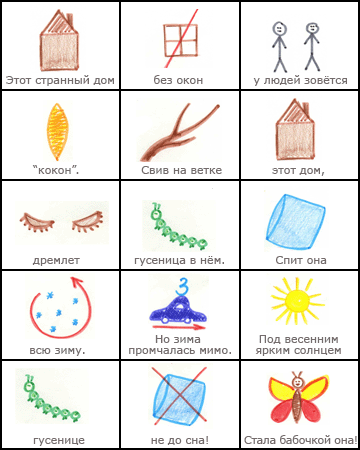 Этот странный дом
без окон
у людей зовётся
“кокон”.
Свив на ветке
этот дом,
дремлет
гусеница в нём.
Спит она
всю зиму.
3
Но зима
промчалась мимо.
Под весенним
ярким солнцем
гусенице
не до сна!
Стала бабочкой она!